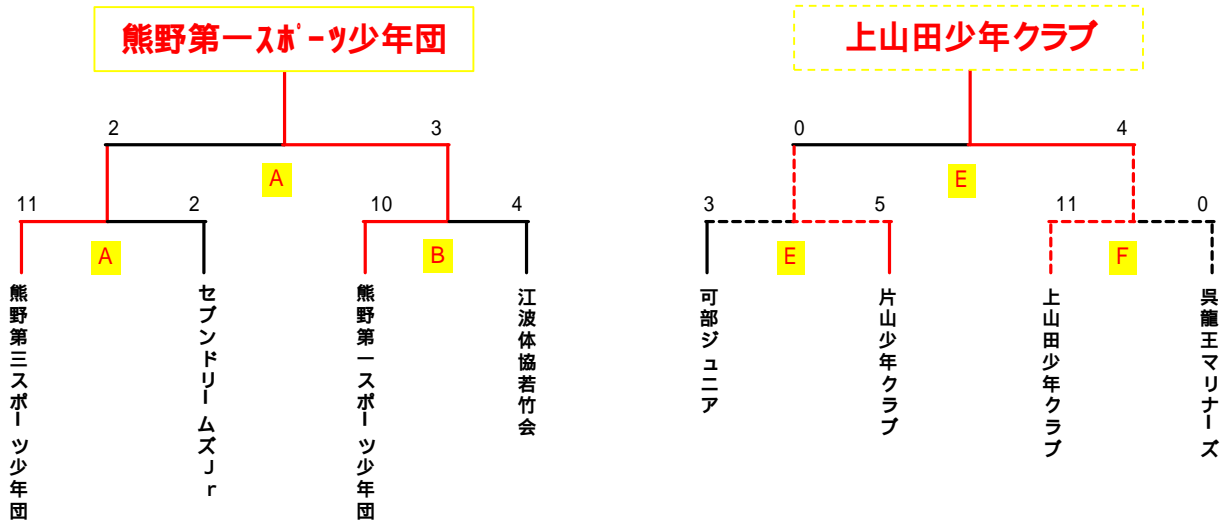 熊野第一スポーツ少年団
上山田少年クラブ
2
3
0
4
A
E
11
2
10
4
3
5
11
0
A
B
E
F
熊野第三スポーツ少年団
セブンドリームズJr
熊野第一スポーツ少年団
江波体協若竹会
可部ジュニア
片山少年クラブ
上山田少年クラブ
呉龍王マリナーズ